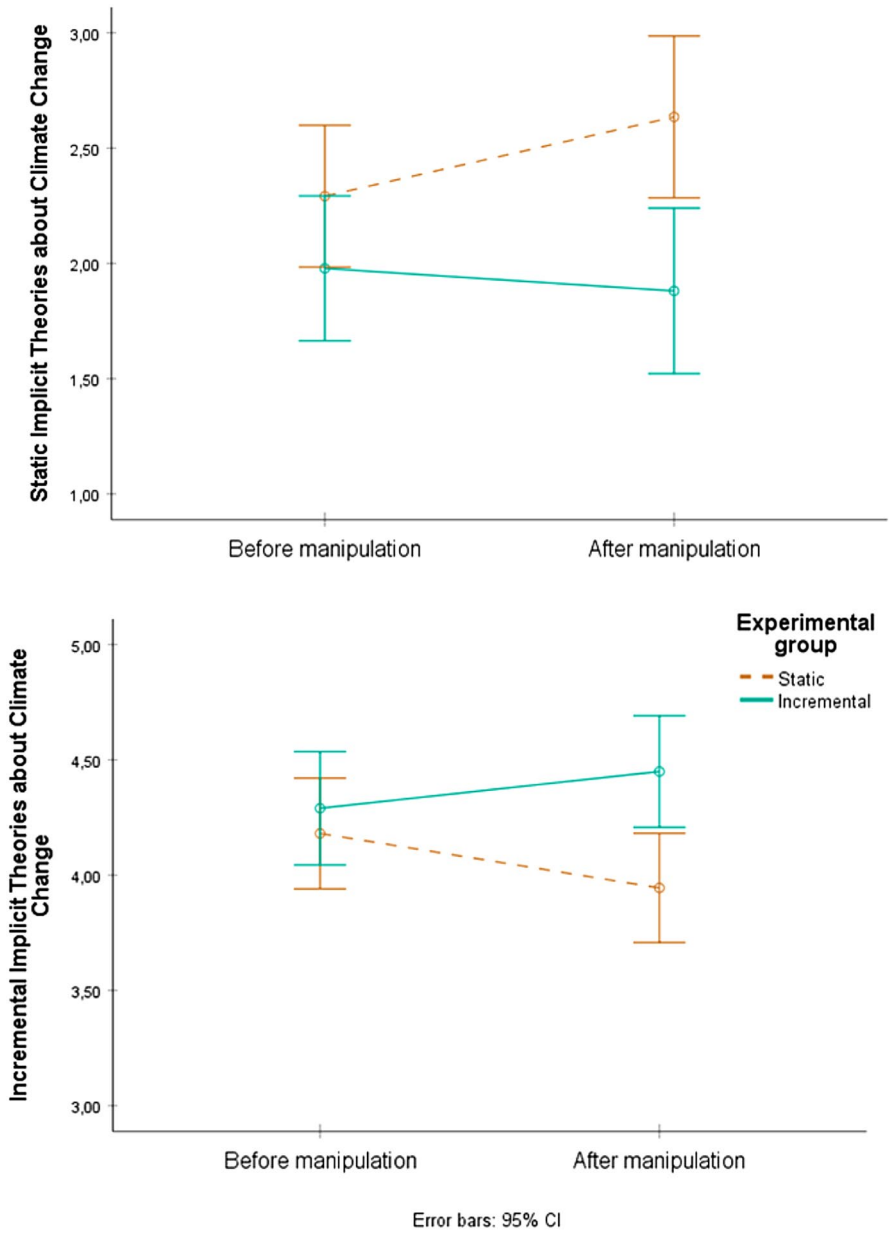 Static Implicit Theories about Climate Change
3,00
2,50
2,00
1,50
1,00
Before manipulation
After manipulation
Experimental
group
Static
Incremental
Incremental Implicit Theories about Climate
Change
5,00
4,50
4,00
3,50
3,00
Before manipulation
After manipulation
Error bars: 95% CI